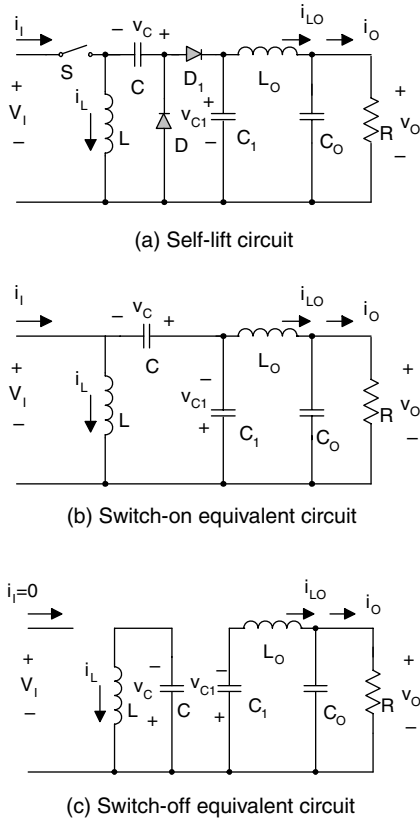 i_I – v_C + i_LO i_O
S C D_1 L_O
+ V_I – i_L L D + v_C1 – C_1 C_O R + v_O –
(a) Self-lift circuit
i_I – v_C + i_LO i_O
C L_O
+ V_I – i_L L – v_C1 + C_1 C_O R + v_O –
(b) Switch-on equivalent circuit
i_I=0 i_LO i_O
L_O
+ V_I – i_L L – v_C + C – v_C1 + C_1 C_O R + v_O –
(c) Switch-off equivalent circuit